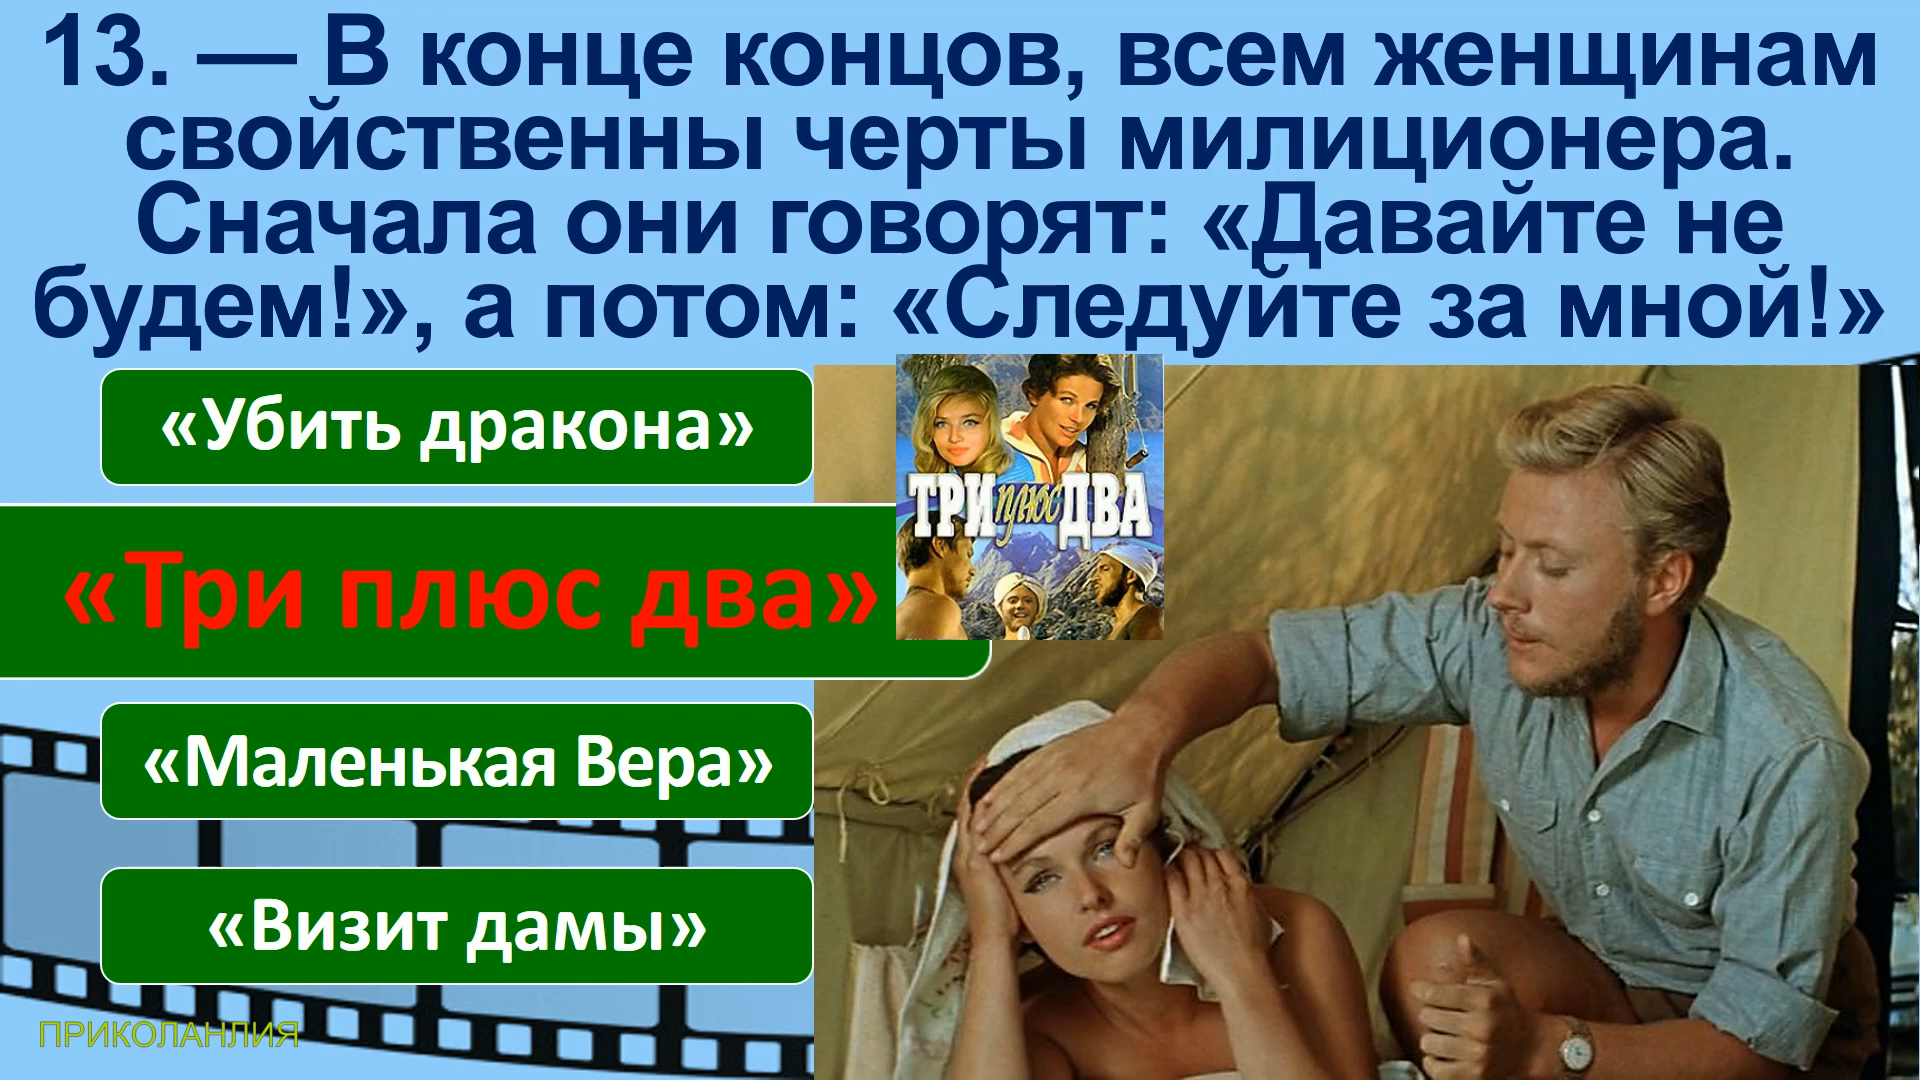 13. — В конце концов, всем женщинам
свойственны черты милиционера.
Сначала они говорят: «Давайте не
будем!», а потом: «Следуйте за мной!»
«Убить дракона»
ТРИ плюс ДВА
«Три плюс два»
«Маленькая Вера»
«Визит дамы»
ПРИКОЛАНЛИЯ